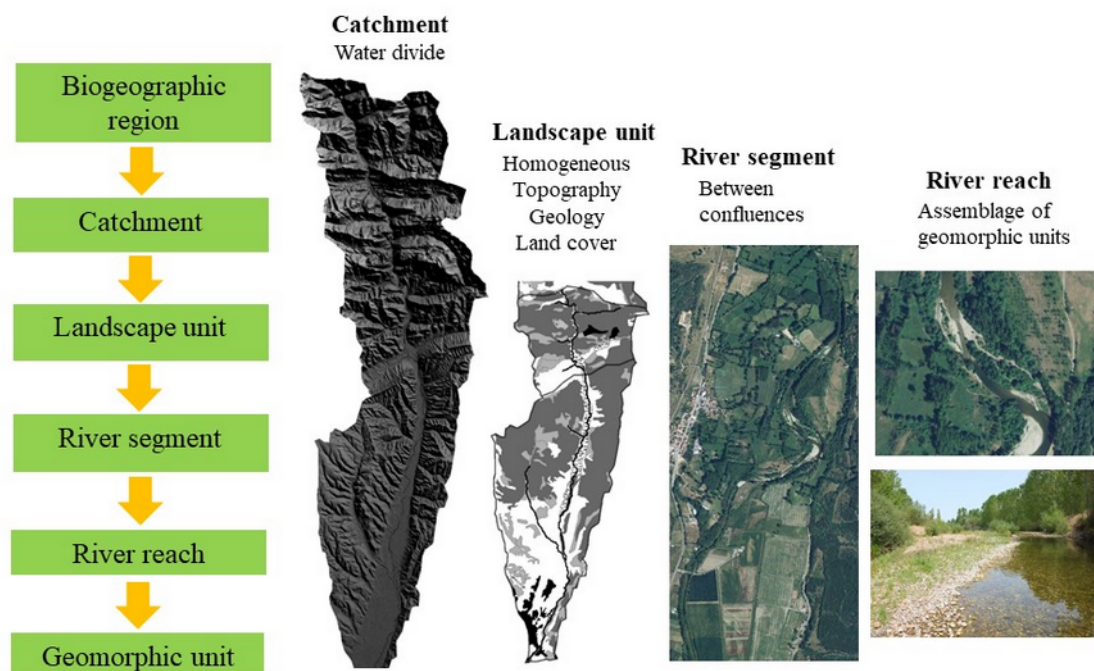 Biogeographic
region
Catchment
Landscape unit
River segment
River reach
Geomorphic unit
Catchment
Water divide
Landscape unit
Homogeneous
Topography
Geology
Land cover
River segment
Between
confluences
River reach
Assemblage of
geomorphic units